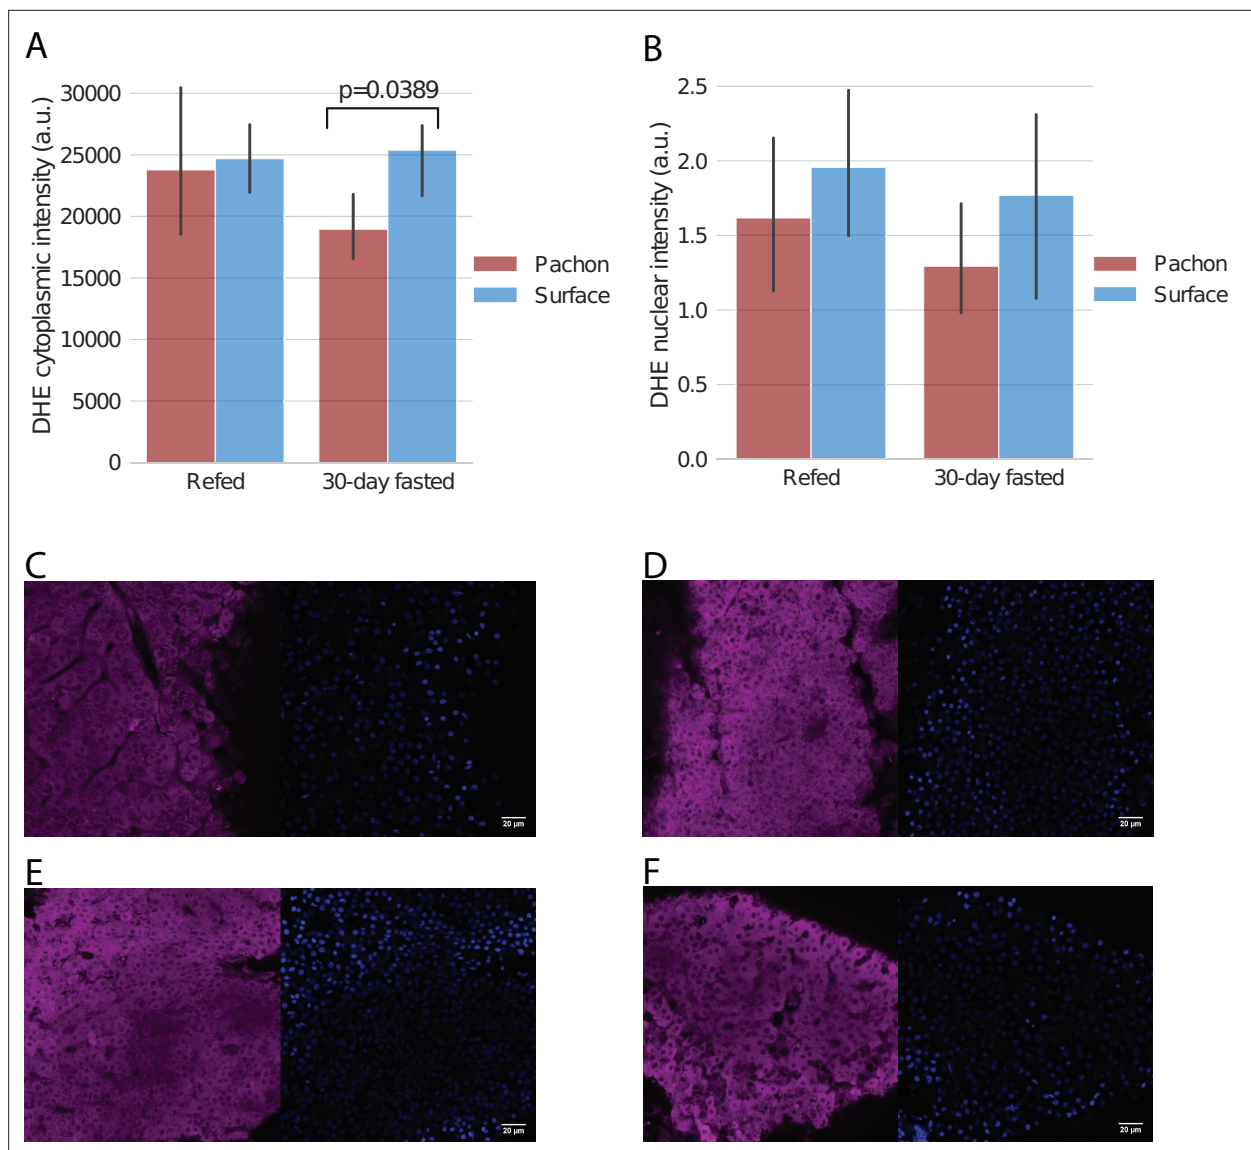 A
p=0.0389
DHE cytoplasmic intensity (a.u.)
30000
25000
20000
15000
10000
5000
0
Refed
30-day fasted
Pachon
Surface
B
DHE nuclear intensity (a.u.)
2.5
2.0
1.5
1.0
0.5
0.0
Refed
30-day fasted
Pachon
Surface
C
20 µm
D
20 µm
E
20 µm
F
20 µm